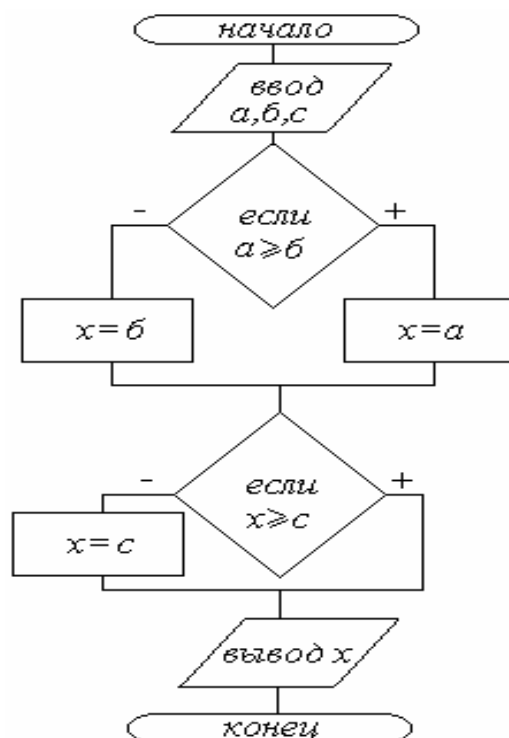 начало
ввод
а,б,с
если
а⩾б
-
+
х=б
х=а
если
х⩾с
-
+
х=с
вывод х
конец